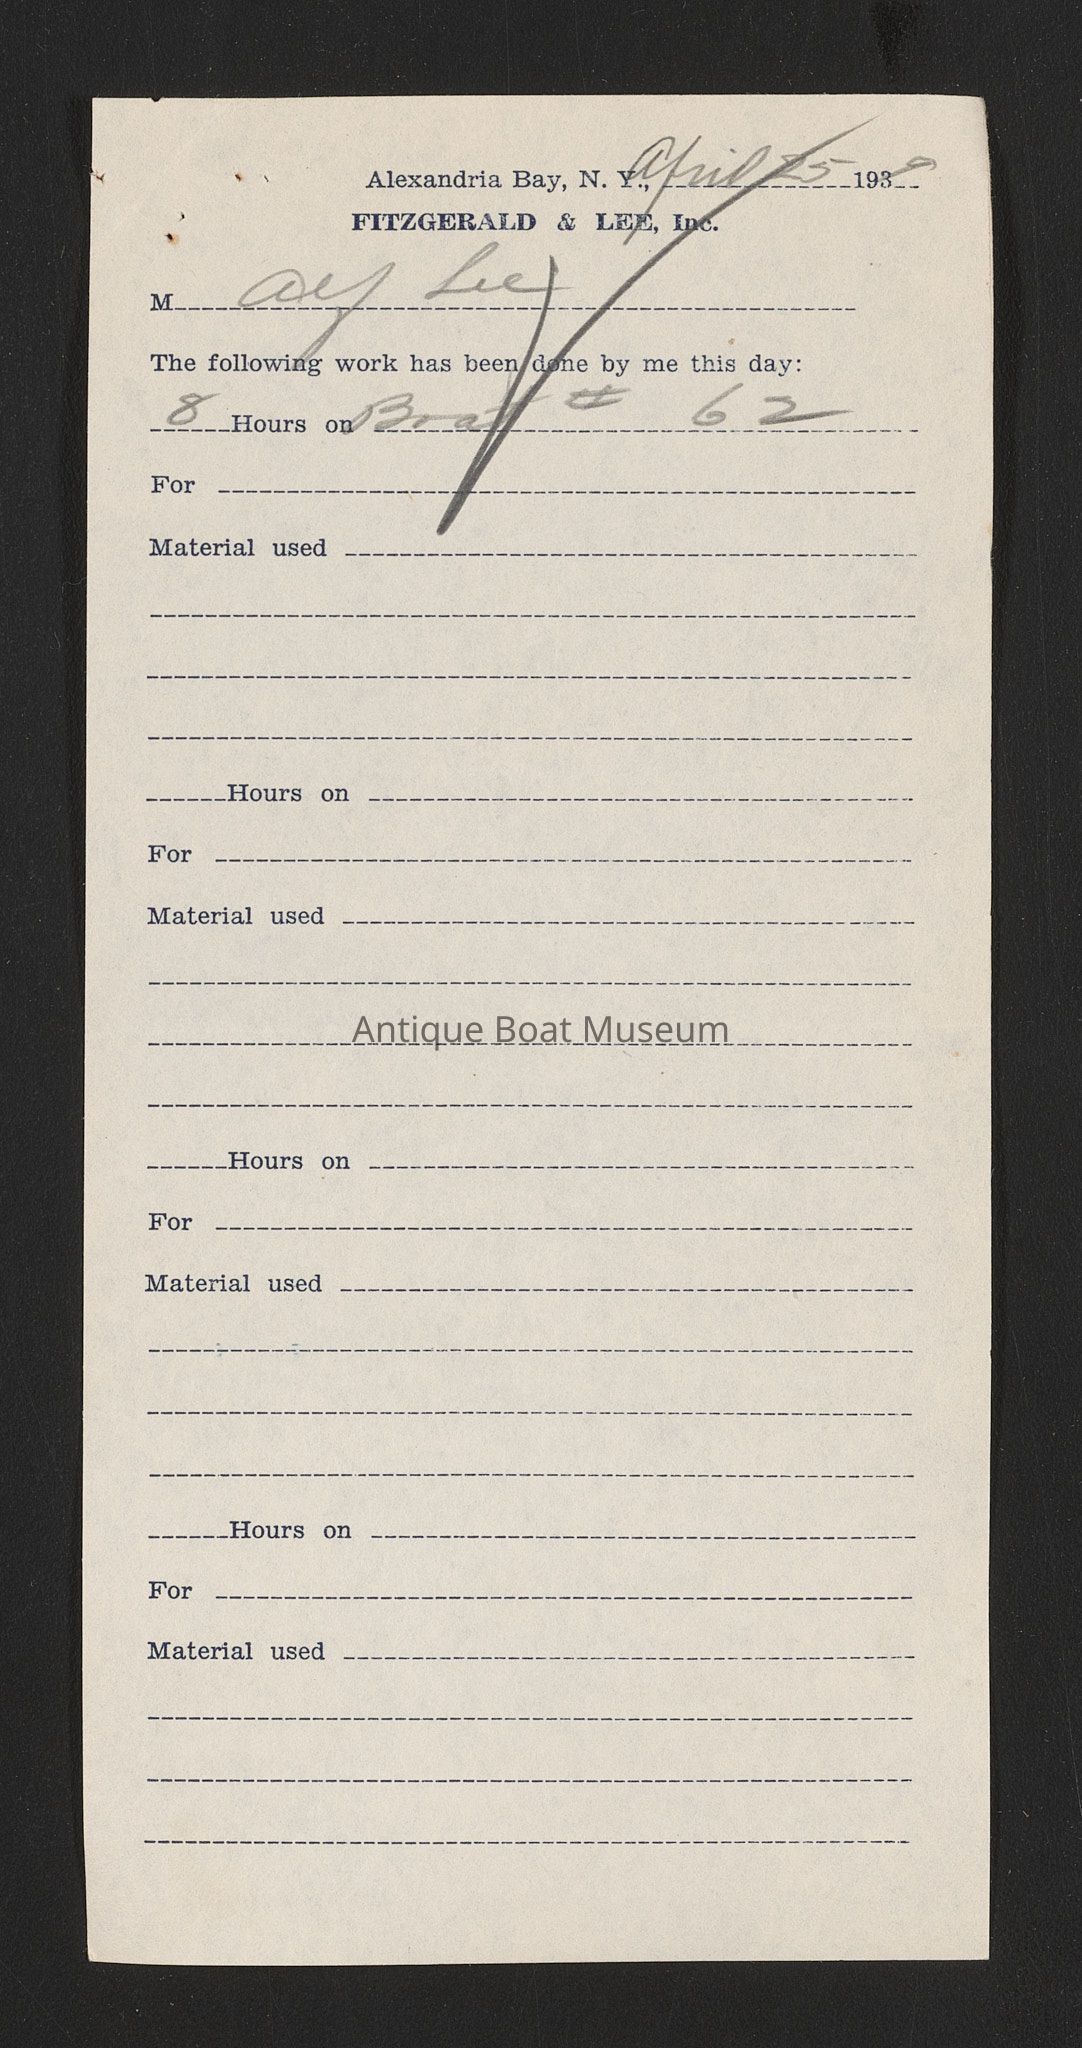 Alexandria Bay, N. Y., April 25 193
FITZGERALD & LEE, Inc.
M Alf Lee
The following work has been done by me this day:
8 Hours on Boat # 62
For
Material used
Hours on
For
Material used
Antique Boat Museum
Hours on
For
Material used
Hours on
For
Material used